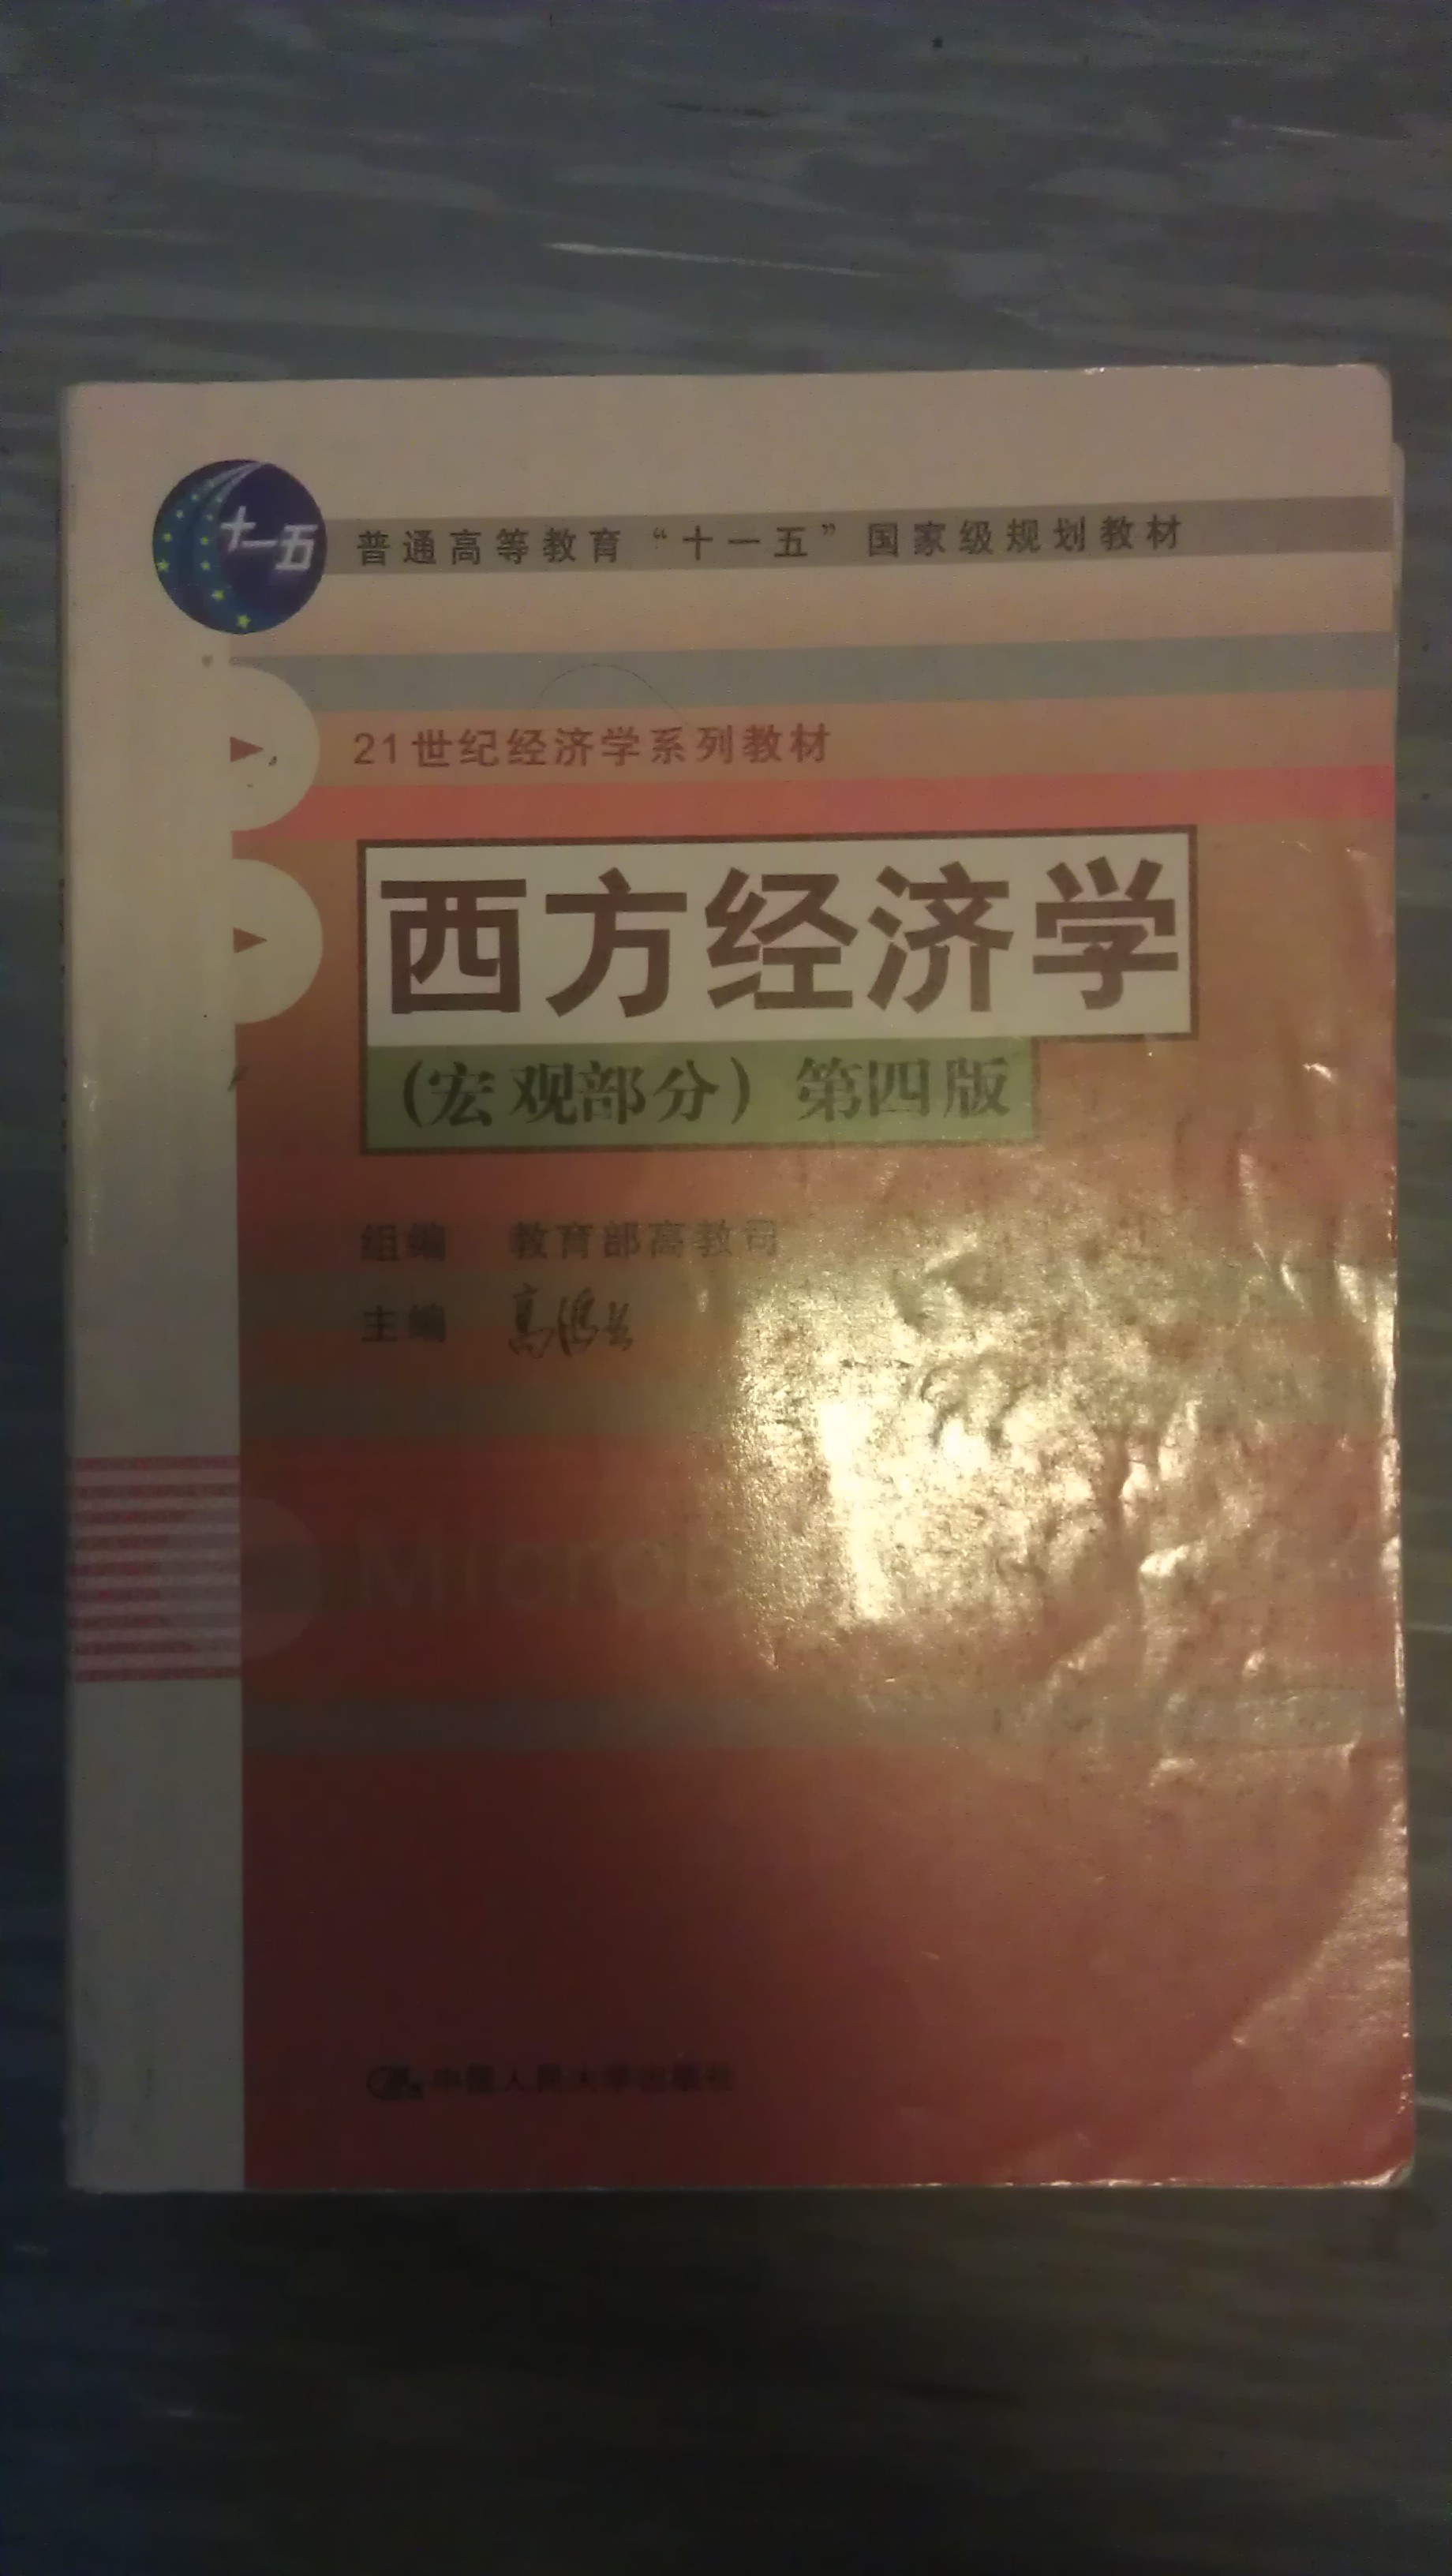 十一五
普通高等教育“十一五”国家级规划教材
21世纪经济学系列教材
西方经济学
(宏观部分) 第四版
组编 教育部高教司
主编
中国人民大学出版社